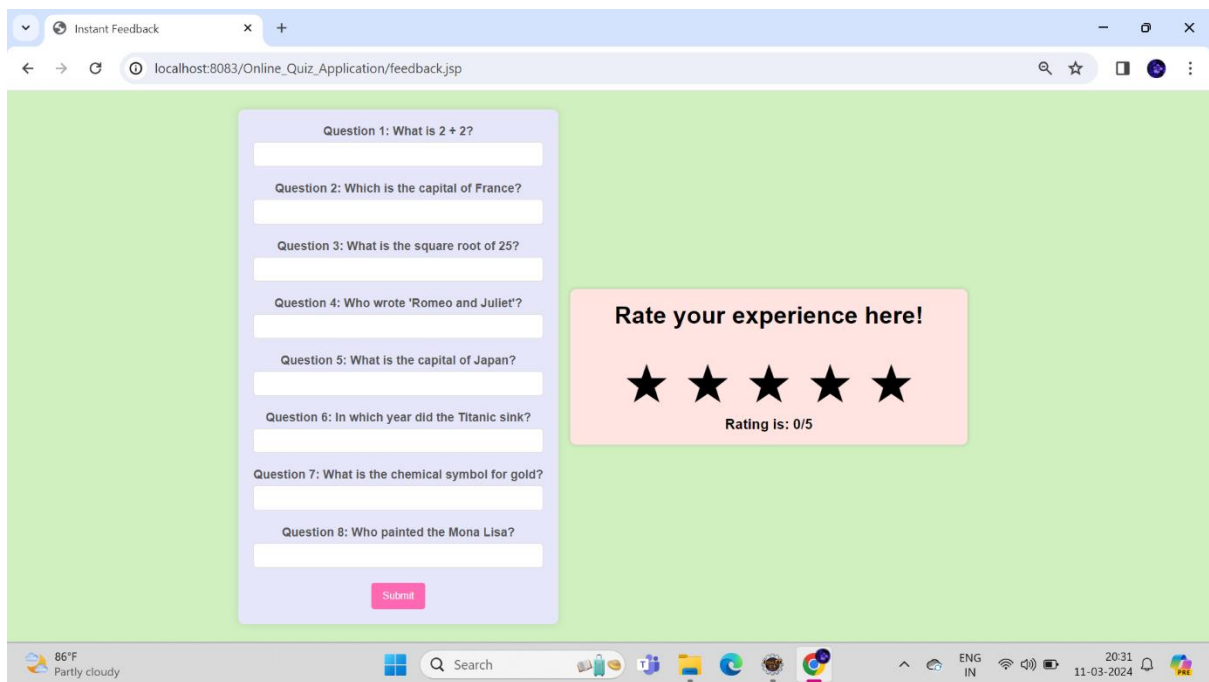 Instant Feedback
localhost:8083/Online_Quiz_Application/feedback.jsp
Question 1: What is 2 + 2?
Question 2: Which is the capital of France?
Question 3: What is the square root of 25?
Question 4: Who wrote 'Romeo and Juliet'?
Question 5: What is the capital of Japan?
Question 6: In which year did the Titanic sink?
Question 7: What is the chemical symbol for gold?
Question 8: Who painted the Mona Lisa?
Submit
Rate your experience here!
Rating is: 0/5
86°F
Partly cloudy
Search
ENG
IN
20:31
11-03-2024
PRE